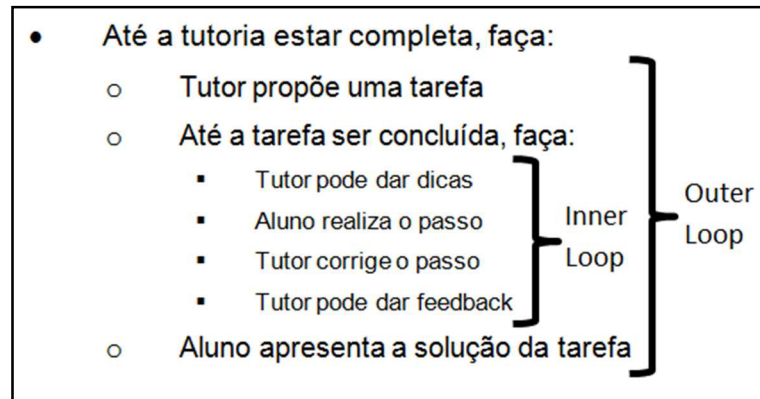 • Até a tutoria estar completa, faça:
o Tutor propõe uma tarefa
o Até a tarefa ser concluída, faça:
▪ Tutor pode dar dicas
▪ Aluno realiza o passo
▪ Tutor corrige o passo
▪ Tutor pode dar feedback
o Aluno apresenta a solução da tarefa
Inner
Loop
Outer
Loop